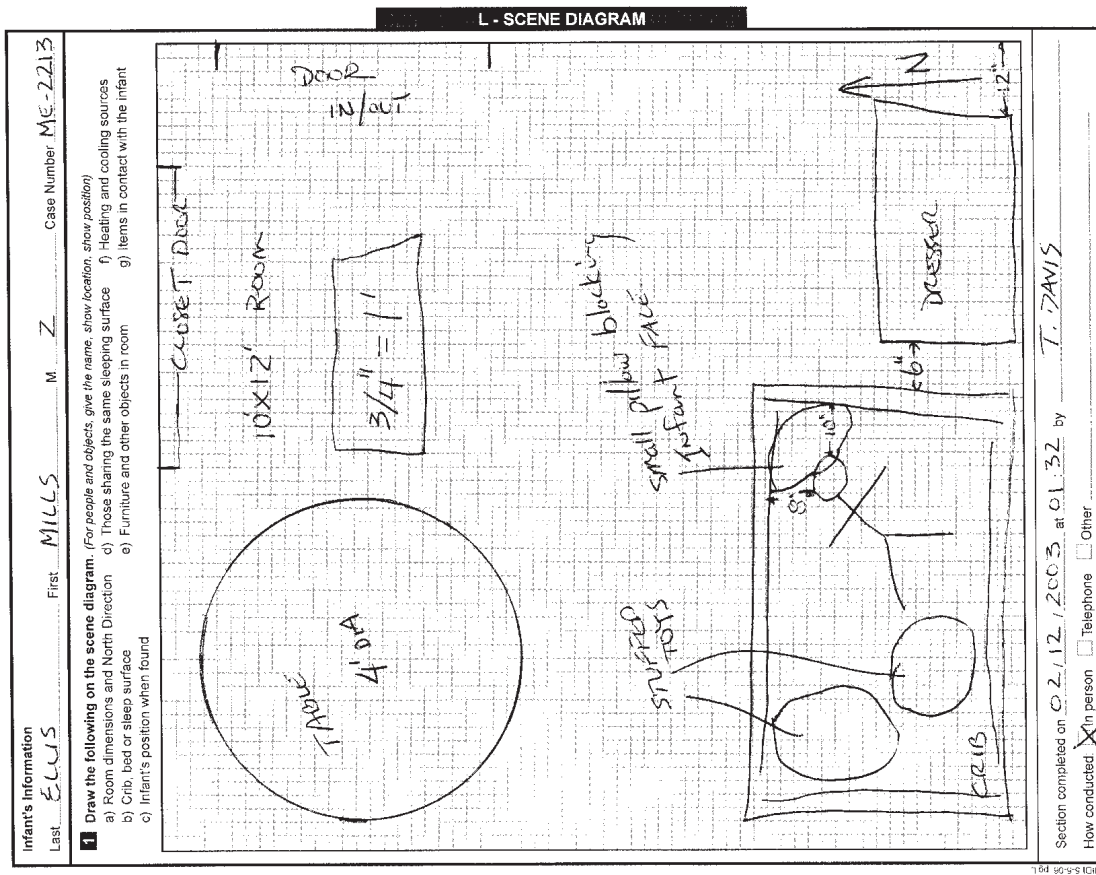 L - SCENE DIAGRAM
Infant's Information
Last ELLIS First MILLS M. Z Case Number ME-2213
1 Draw the following on the scene diagram. (For people and objects, give the name, show location, show position)
a) Room dimensions and North Direction d) Those sharing the same sleeping surface f) Heating and cooling sources
b) Crib, bed or sleep surface e) Furniture and other objects in room g) Items in contact with the infant
c) Infant's position when found
CLOSET DOOR
DOOR
IN/OUT
10'X12' ROOM
3/4" = 1'
TABLE
4' DIA
N
small pillow blocking
Infant FACE
STUFFED
TOYS
8"
10"
6"
12"
DRESSER
CRIB
Section completed on 02/12/2003 at 01:32 by T. DAVIS
How conducted X In person Telephone Other